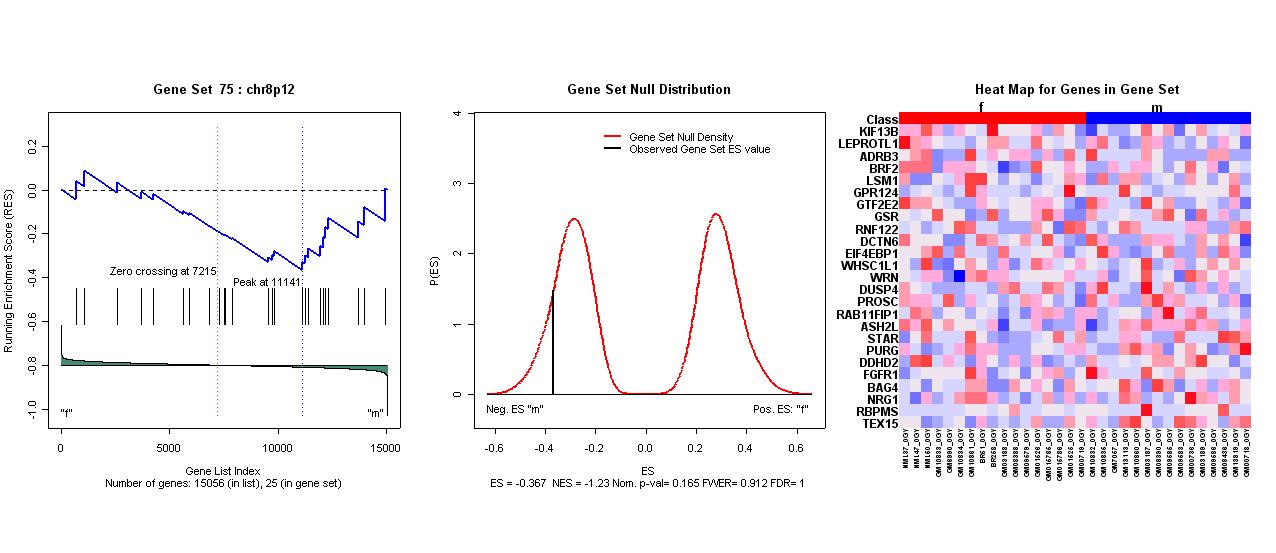 Gene Set 75 : chr8p12
Running Enrichment Score (RES)
0.2
0.0
-0.2
-0.4
-0.6
-0.8
-1.0
Zero crossing at 7215
Peak at 11141
"f"
"m"
0
5000
10000
15000
Gene List Index
Number of genes: 15056 (in list), 25 (in gene set)
Gene Set Null Distribution
P(ES)
4
3
2
1
0
Gene Set Null Density
Observed Gene Set ES value
Neg. ES "m"
Pos. ES: "f"
-0.6
-0.4
-0.2
0.0
0.2
0.4
0.6
ES
ES = -0.367 NES = -1.23 Nom. p-val= 0.165 FWER= 0.912 FDR= 1
Heat Map for Genes in Gene Set
f
m
Class
KIF13B
LEPROTL1
ADRB3
BRF2
LSM1
GPR124
GTF2E2
GSR
RNF122
DCTN6
EIF4EBP1
WHSC1L1
WRN
DUSP4
PROSC
RAB11FIP1
ASH2L
STAR
PURG
DDHD2
FGFR1
BAG4
NRG1
RBPMS
TEX15